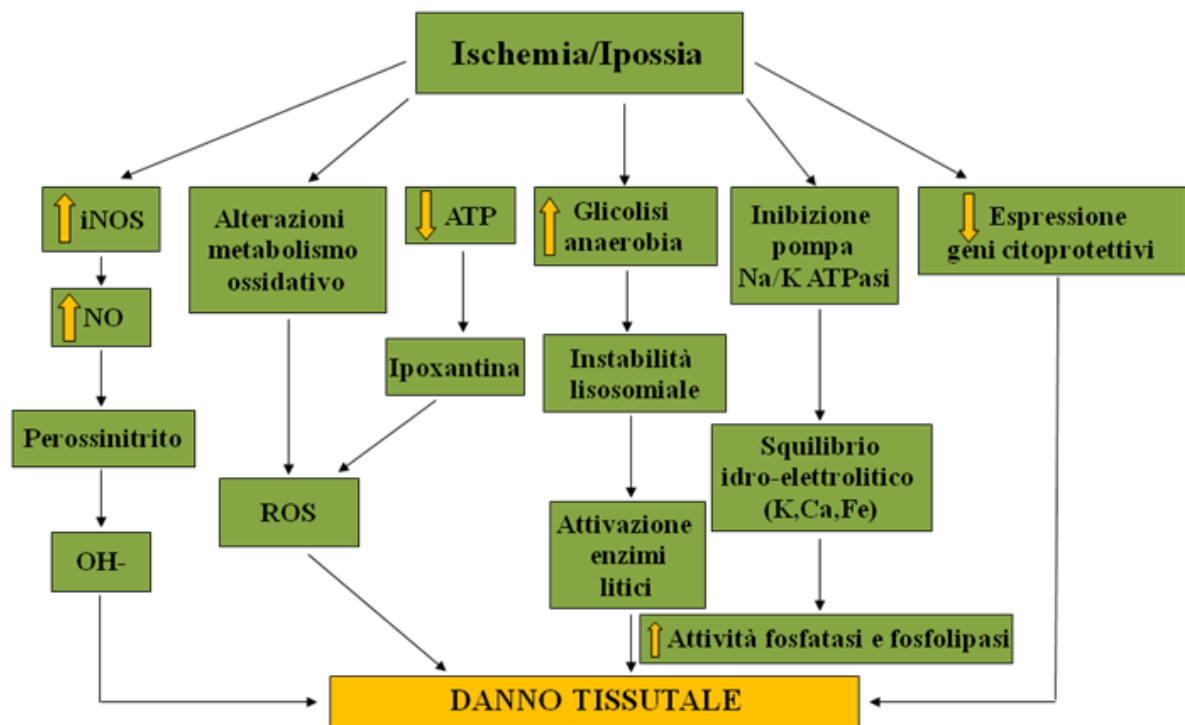 Ischemia/Ipossia
iNOS
Alterazioni
metabolismo
ossidativo
ATP
Glicolisi
anaerobia
Inibizione
pompa
Na/K ATPasi
Espressione
geni citoprotettivi
NO
Ipoxantina
Instabilità
lisosomiale
Perossinitrito
Squilibrio
idro-elettrolitico
(K,Ca,Fe)
ROS
Attivazione
enzimi
litici
OH-
Attività fosfatasi e fosfolipasi
DANNO TISSUTALE